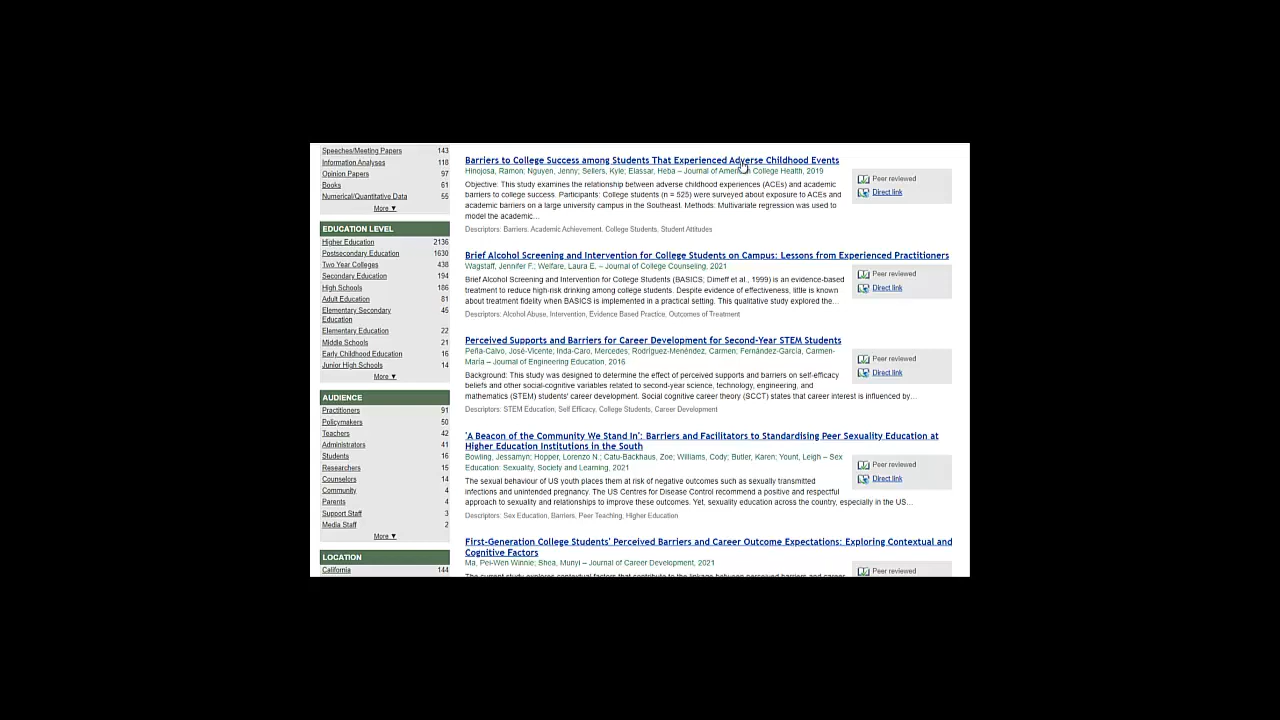 Speeches/Meeting Papers 143
Information Analyses 118
Opinion Papers 97
Books 61
Numerical/Quantitative Data 55
More ▼
EDUCATION LEVEL
Higher Education 2136
Postsecondary Education 1630
Two Year Colleges 438
Secondary Education 194
High Schools 186
Adult Education 81
Elementary Secondary
Education 45
Elementary Education 22
Middle Schools 21
Early Childhood Education 16
Junior High Schools 14
More ▼
AUDIENCE
Practitioners 91
Policymakers 50
Teachers 42
Administrators 41
Students 16
Researchers 15
Counselors 14
Community 4
Parents 4
Support Staff 3
Media Staff 2
More ▼
LOCATION
California 144
Barriers to College Success among Students That Experienced Adverse Childhood Events
Hinojosa, Ramon; Nguyen, Jenny; Sellers, Kyle; Elassar, Heba – Journal of American College Health, 2019
Peer reviewed
Direct link
Objective: This study examines the relationship between adverse childhood experiences (ACEs) and academic
barriers to college success. Participants: College students (n = 525) were surveyed about exposure to ACEs and
academic barriers on a large university campus in the Southeast. Methods: Multivariate regression was used to
model the academic...
Descriptors: Barriers, Academic Achievement, College Students, Student Attitudes
Brief Alcohol Screening and Intervention for College Students on Campus: Lessons from Experienced Practitioners
Wagstaff, Jennifer F.; Welfare, Laura E. – Journal of College Counseling, 2021
Peer reviewed
Direct link
Brief Alcohol Screening and Intervention for College Students (BASICS; Dimeff et al., 1999) is an evidence-based
treatment to reduce high-risk drinking among college students. Despite evidence of effectiveness, little is known
about treatment fidelity when BASICS is implemented in a practical setting. This qualitative study explored the...
Descriptors: Alcohol Abuse, Intervention, Evidence Based Practice, Outcomes of Treatment
Perceived Supports and Barriers for Career Development for Second-Year STEM Students
Peña-Calvo, José-Vicente; Inda-Caro, Mercedes; Rodríguez-Menéndez, Carmen; Fernández-García, Carmen-
María – Journal of Engineering Education, 2016
Peer reviewed
Direct link
Background: This study was designed to determine the effect of perceived supports and barriers on self-efficacy
beliefs and other social-cognitive variables related to second-year science, technology, engineering, and
mathematics (STEM) students' career development. Social cognitive career theory (SCCT) states that career interest is influenced by...
Descriptors: STEM Education, Self Efficacy, College Students, Career Development
'A Beacon of the Community We Stand In': Barriers and Facilitators to Standardising Peer Sexuality Education at
Higher Education Institutions in the South
Bowling, Jessamyn; Hopper, Lorenzo N.; Catu-Backhaus, Zoe; Williams, Cody; Butler, Karen; Yount, Leigh – Sex
Education: Sexuality, Society and Learning, 2021
Peer reviewed
Direct link
The sexual behaviour of US youth places them at risk of negative outcomes such as sexually transmitted
infections and unintended pregnancy. The US Centres for Disease Control recommend a positive and respectful
approach to sexuality and relationships to improve these outcomes. Yet, sexuality education across the country, especially in the US...
Descriptors: Sex Education, Barriers, Peer Teaching, Higher Education
First-Generation College Students' Perceived Barriers and Career Outcome Expectations: Exploring Contextual and
Cognitive Factors
Ma, Pei-Wen Winnie; Shea, Munyi – Journal of Career Development, 2021
Peer reviewed
The current study explores contextual factors that contribute to the linkage between perceived barriers and career